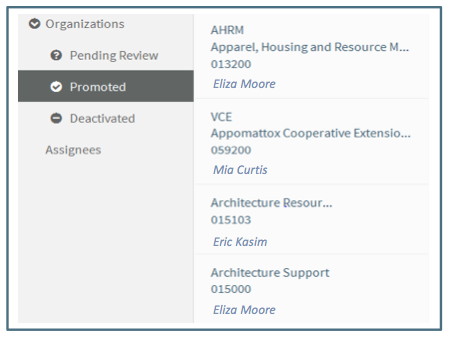 Organizations
Pending Review
Promoted
Deactivated
Assignees
AHRM
Apparel, Housing and Resource M...
013200
Eliza Moore
VCE
Appomattox Cooperative Extensio...
059200
Mia Curtis
Architecture Resour...
015103
Eric Kasim
Architecture Support
015000
Eliza Moore